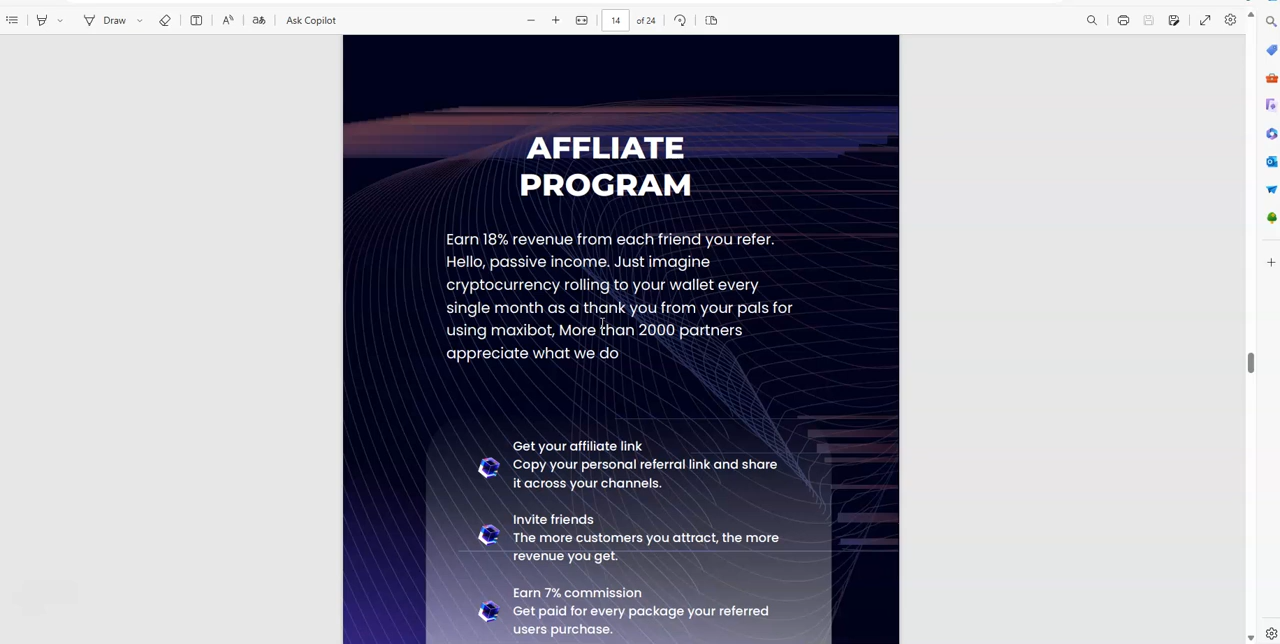 Draw
Ask Copilot
14
of 24
AFFLIATE
PROGRAM
Earn 18% revenue from each friend you refer.
Hello, passive income. Just imagine
cryptocurrency rolling to your wallet every
single month as a thank you from your pals for
using maxibot, More than 2000 partners
appreciate what we do
Get your affiliate link
Copy your personal referral link and share
it across your channels.
Invite friends
The more customers you attract, the more
revenue you get.
Earn 7% commission
Get paid for every package your referred
users purchase.